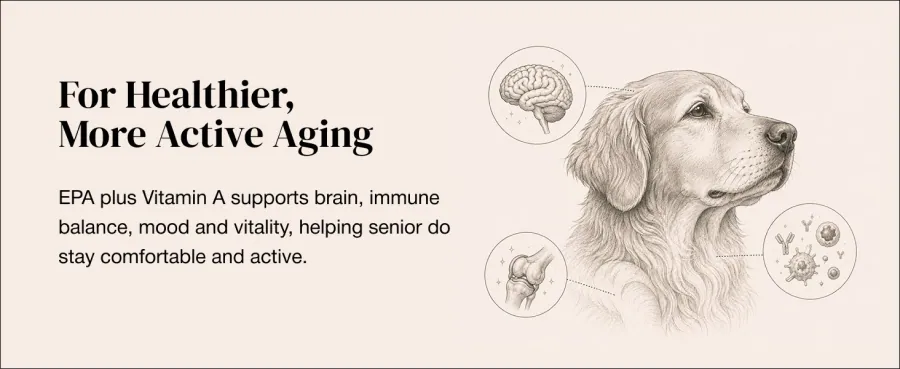 For Healthier,
More Active Aging
EPA plus Vitamin A supports brain, immune
balance, mood and vitality, helping senior do
stay comfortable and active.